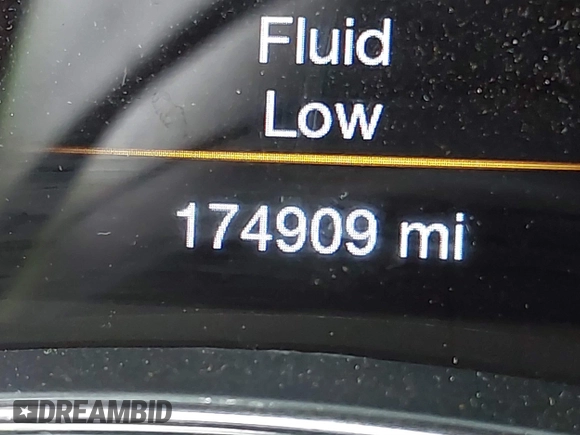 Fluid
Low
174909 mi
DREAMBID